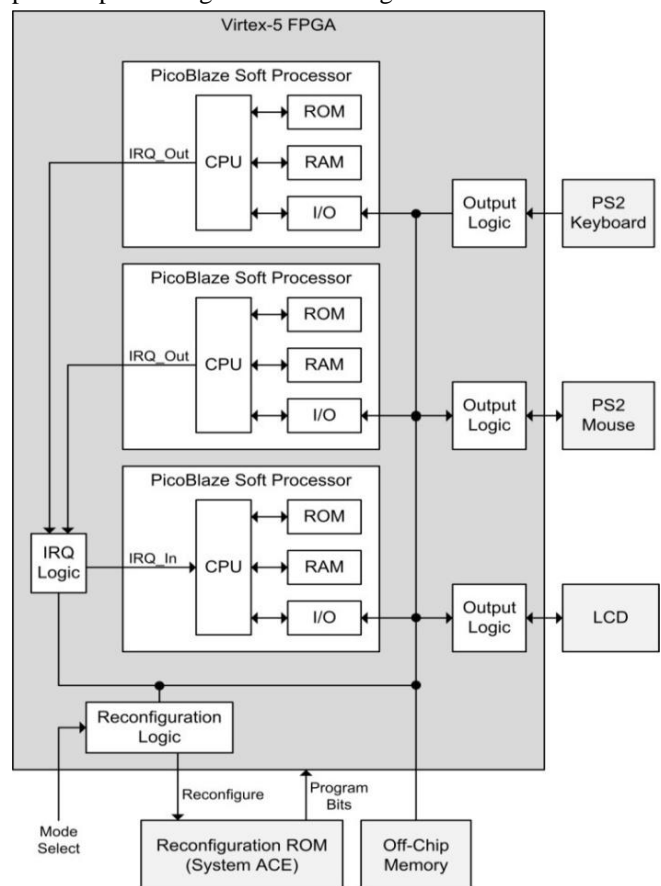 Virtex-5 FPGA
PicoBlaze Soft Processor
ROM
IRQ_Out
CPU
RAM
I/O
Output
Logic
PS2
Keyboard
PicoBlaze Soft Processor
ROM
IRQ_Out
CPU
RAM
I/O
Output
Logic
PS2
Mouse
PicoBlaze Soft Processor
ROM
IRQ
Logic
IRQ_In
CPU
RAM
I/O
Output
Logic
LCD
Reconfiguration
Logic
Reconfigure
Program
Bits
Mode
Select
Reconfiguration ROM
(System ACE)
Off-Chip
Memory